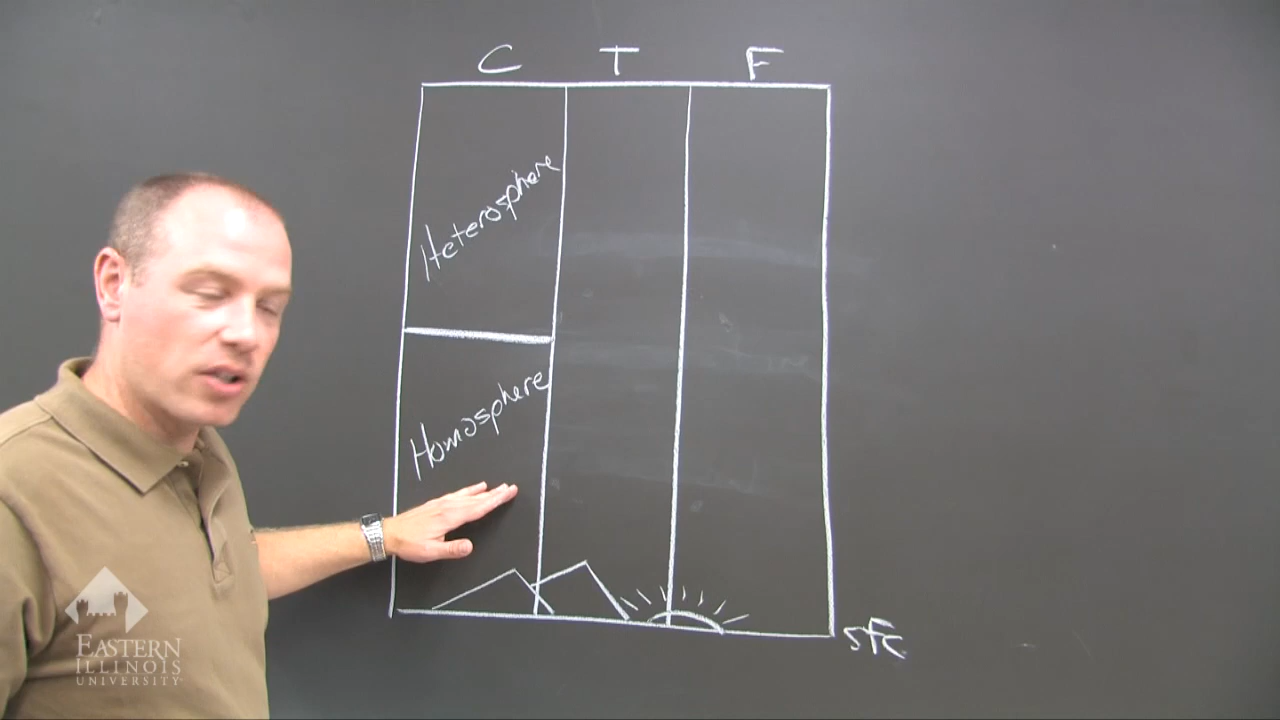 C T F
Heterosphere
Homosphere
sfc
EASTERN
ILLINOIS
UNIVERSITY